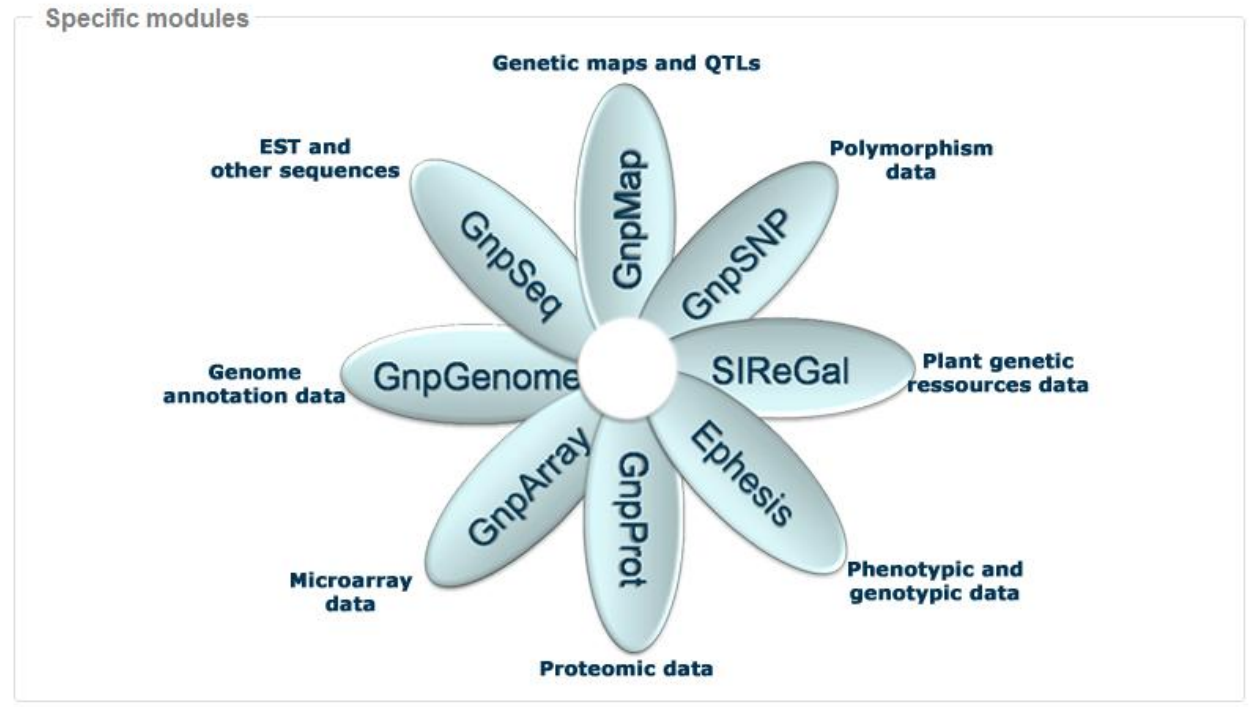 Specific modules
Genetic maps and QTLs
EST and
other sequences
Polymorphism
data
GnpMap
GnpSeq
GnpSNP
Genome
annotation data
GnpGenome
SIReGal
Plant genetic
ressources data
GnpArray
GnpProt
Ephesis
Microarray
data
Phenotypic and
genotypic data
Proteomic data